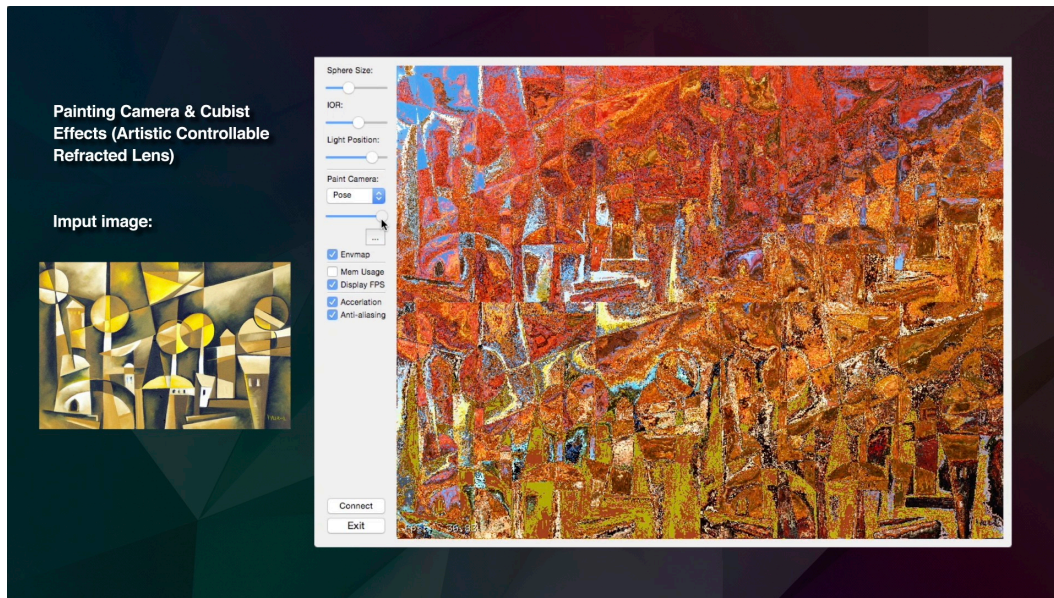 Painting Camera & Cubist
Effects (Artistic Controllable
Refracted Lens)
Imput image:
Sphere Size:
IOR:
Light Position:
Paint Camera:
Pose
...
Envmap
Mem Usage
Display FPS
Accerlation
Anti-aliasing
Connect
Exit